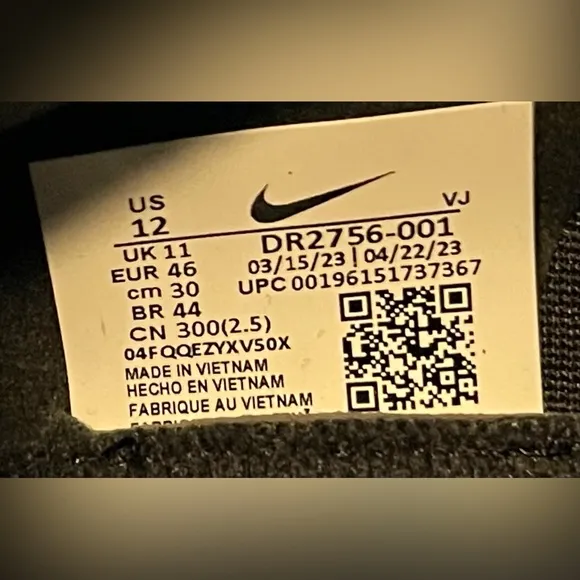 US
12
VJ
UK 11
EUR 46
cm 30
BR 44
CN 300(2.5)
04FQQEZYXV50X
MADE IN VIETNAM
HECHO EN VIETNAM
FABRIQUE AU VIETNAM
DR2756-001
03/15/23 | 04/22/23
UPC 00196151737367